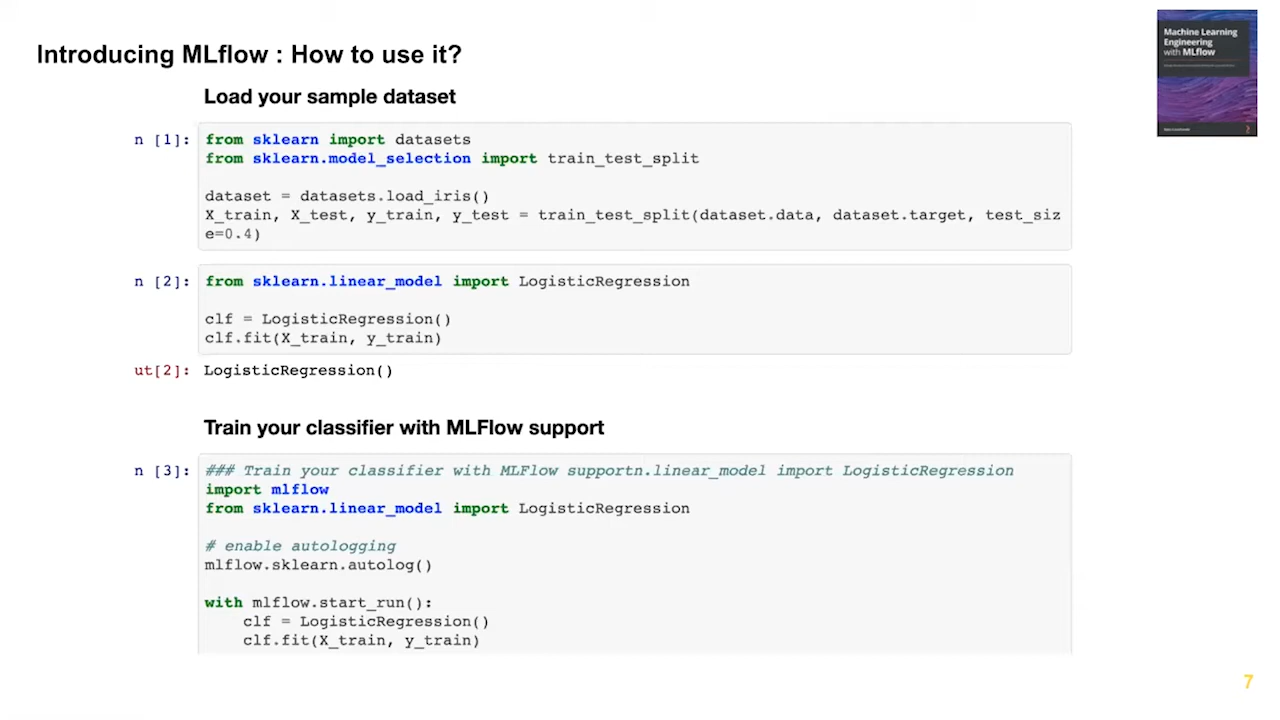 Introducing MLflow : How to use it?
Machine Learning
Engineering
with MLflow
Load your sample dataset
n [1]: from sklearn import datasets
from sklearn.model_selection import train_test_split
dataset = datasets.load_iris()
X_train, X_test, y_train, y_test = train_test_split(dataset.data, dataset.target, test_siz
e=0.4)
n [2]: from sklearn.linear_model import LogisticRegression
clf = LogisticRegression()
clf.fit(X_train, y_train)
ut[2]: LogisticRegression()
Train your classifier with MLFlow support
n [3]: ### Train your classifier with MLFlow supportn.linear_model import LogisticRegression
import mlflow
from sklearn.linear_model import LogisticRegression
# enable autologging
mlflow.sklearn.autolog()
with mlflow.start_run():
    clf = LogisticRegression()
    clf.fit(X_train, y_train)
7